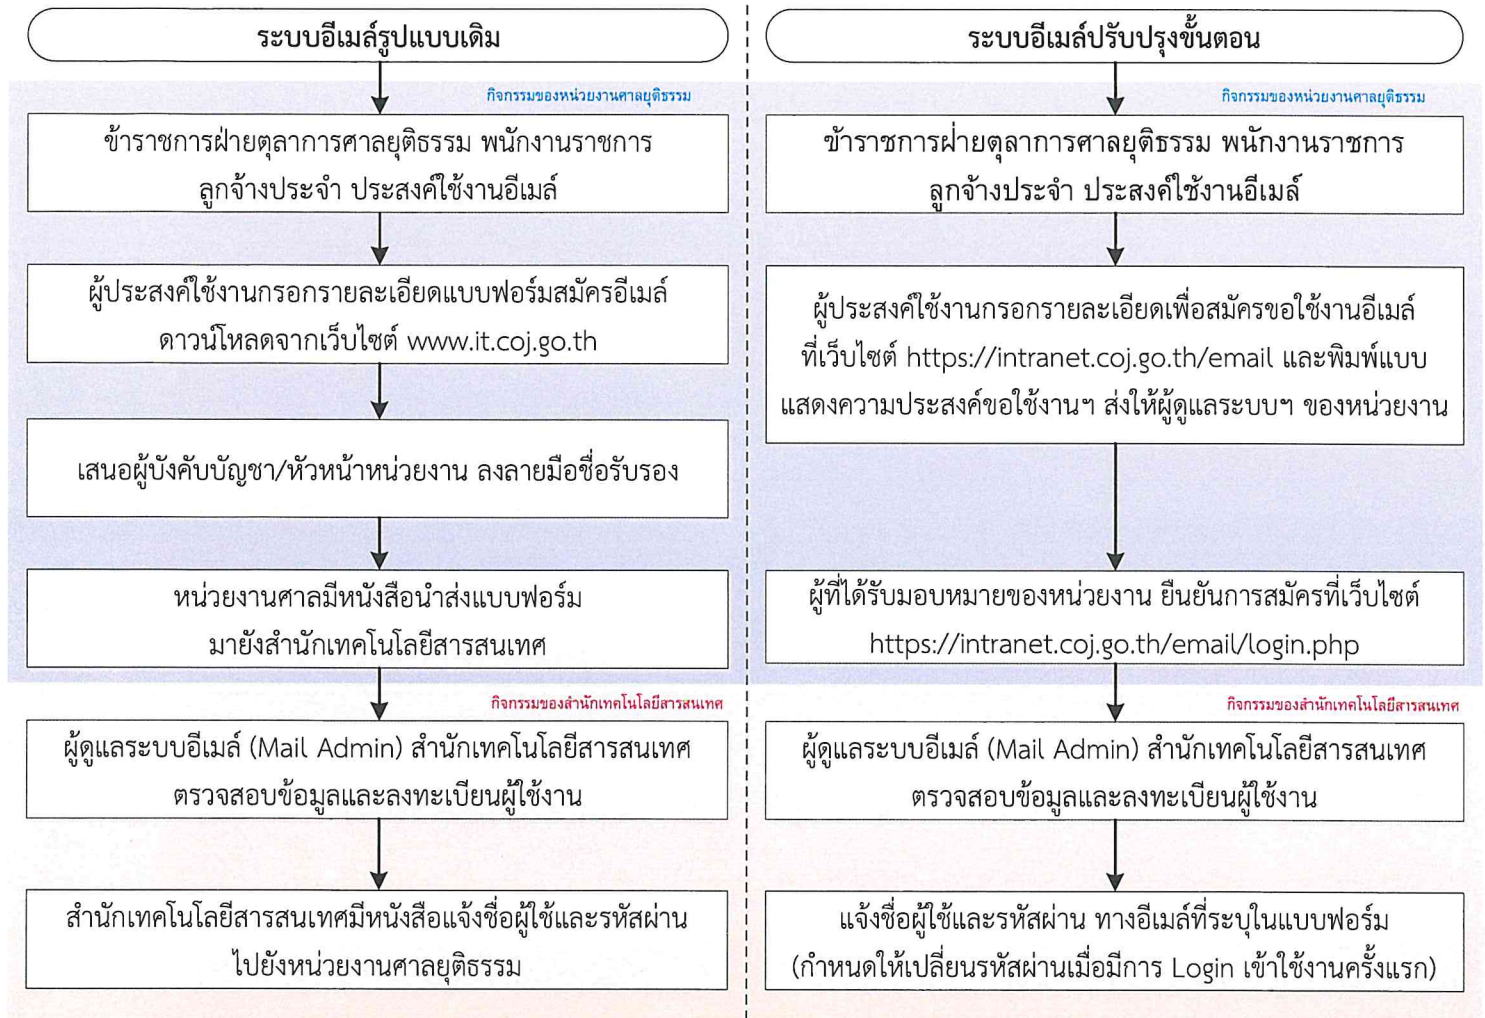 ระบบอีเมล์รูปแบบเดิม
กิจกรรมของหน่วยงานศาลยุติธรรม
ข้าราชการฝ่ายตุลาการศาลยุติธรรม พนักงานราชการ
ลูกจ้างประจำ ประสงค์ใช้งานอีเมล์
ผู้ประสงค์ใช้งานกรอกรายละเอียดแบบฟอร์มสมัครอีเมล์
ดาวน์โหลดจากเว็บไซต์ www.it.coj.go.th
เสนอผู้บังคับบัญชา/หัวหน้าหน่วยงาน ลงลายมือชื่อรับรอง
หน่วยงานศาลมีหนังสือนำส่งแบบฟอร์ม
มายังสำนักเทคโนโลยีสารสนเทศ
กิจกรรมของสำนักเทคโนโลยีสารสนเทศ
ผู้ดูแลระบบอีเมล์ (Mail Admin) สำนักเทคโนโลยีสารสนเทศ
ตรวจสอบข้อมูลและลงทะเบียนผู้ใช้งาน
สำนักเทคโนโลยีสารสนเทศมีหนังสือแจ้งชื่อผู้ใช้และรหัสผ่าน
ไปยังหน่วยงานศาลยุติธรรม
ระบบอีเมล์ปรับปรุงขั้นตอน
กิจกรรมของหน่วยงานศาลยุติธรรม
ข้าราชการฝ่ายตุลาการศาลยุติธรรม พนักงานราชการ
ลูกจ้างประจำ ประสงค์ใช้งานอีเมล์
ผู้ประสงค์ใช้งานกรอกรายละเอียดเพื่อสมัครขอใช้งานอีเมล์
ที่เว็บไซต์ https://intranet.coj.go.th/email และพิมพ์แบบ
แสดงความประสงค์ขอใช้งานฯ ส่งให้ผู้ดูแลระบบฯ ของหน่วยงาน
ผู้ที่ได้รับมอบหมายของหน่วยงาน ยืนยันการสมัครที่เว็บไซต์
https://intranet.coj.go.th/email/login.php
กิจกรรมของสำนักเทคโนโลยีสารสนเทศ
ผู้ดูแลระบบอีเมล์ (Mail Admin) สำนักเทคโนโลยีสารสนเทศ
ตรวจสอบข้อมูลและลงทะเบียนผู้ใช้งาน
แจ้งชื่อผู้ใช้และรหัสผ่าน ทางอีเมล์ที่ระบุในแบบฟอร์ม
(กำหนดให้เปลี่ยนรหัสผ่านเมื่อมีการ Login เข้าใช้งานครั้งแรก)